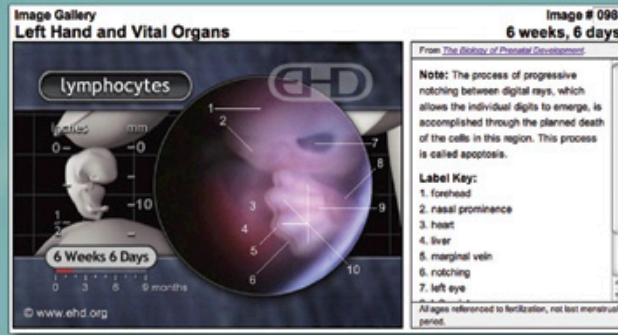 Image Gallery
Left Hand and Vital Organs
Image # 098
6 weeks, 6 days
lymphocytes
EHD
inches mm
0 0
10
1
2
6 Weeks 6 Days
0 3 6 9 months
© www.ehd.org
1
2
3
4
5
6
7
8
9
10
From The Biology of Prenatal Development.
Note: The process of progressive
notching between digital rays, which
allows the individual digits to emerge, is
accomplished through the planned death
of the cells in this region. This process
is called apoptosis.
Label Key:
1. forehead
2. nasal prominence
3. heart
4. liver
5. marginal vein
6. notching
7. left eye
All ages referenced to fertilization, not last menstrual
period.